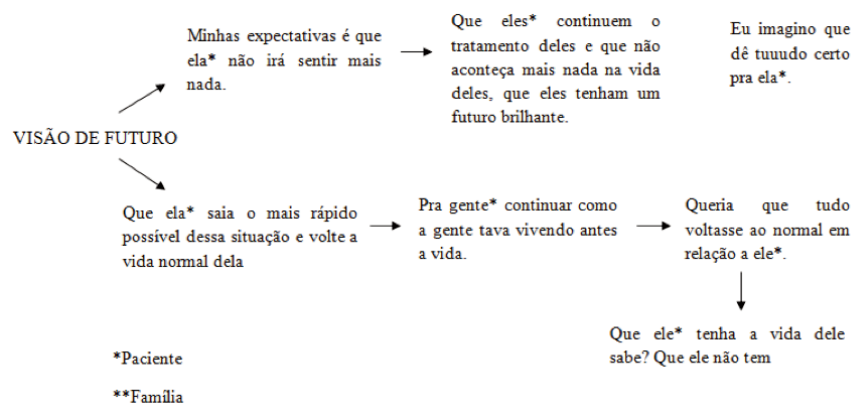 Minhas expectativas é que
ela* não irá sentir mais
nada.
Que eles* continuem o
tratamento deles e que não
aconteça mais nada na vida
deles, que eles tenham um
futuro brilhante.
Eu imagino que
dê tuuudo certo
pra ela*.
VISÃO DE FUTURO
Que ela* saia o mais rápido
possível dessa situação e volte a
vida normal dela
Pra gente* continuar como
a gente tava vivendo antes
a vida.
Queria que tudo
voltasse ao normal em
relação a ele*.
Que ele* tenha a vida dele
sabe? Que ele não tem
*Paciente
**Família